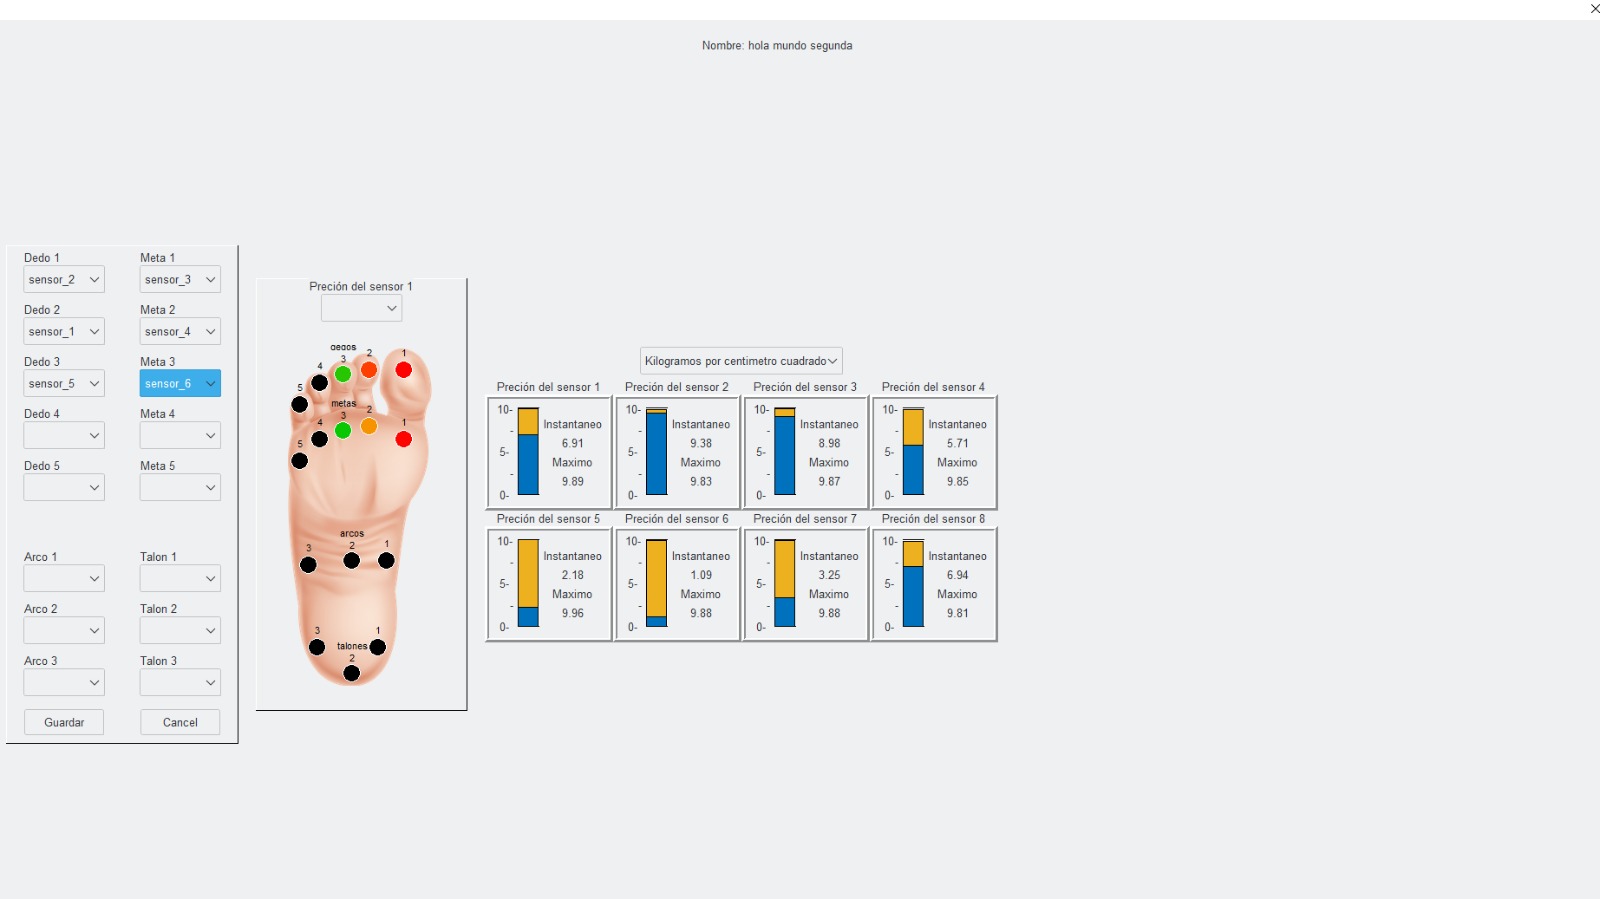 Nombre: hola mundo segunda
Dedo 1 Meta 1
sensor_2 sensor_3
Dedo 2 Meta 2
sensor_1 sensor_4
Dedo 3 Meta 3
sensor_5 sensor_6
Dedo 4 Meta 4
Dedo 5 Meta 5
Arco 1 Talon 1
Arco 2 Talon 2
Arco 3 Talon 3
Guardar Cancel
Preción del sensor 1
dedos
5 4 3 2 1
metas
5 4 3 2 1
arcos
3 2 1
3 talones 1
2
Kilogramos por centimetro cuadrado
Preción del sensor 1 Preción del sensor 2 Preción del sensor 3 Preción del sensor 4
10- Instantaneo 10- Instantaneo 10- Instantaneo 10- Instantaneo
- 6.91 - 9.38 - 8.98 - 5.71
5- Maximo 5- Maximo 5- Maximo 5- Maximo
- 9.89 - 9.83 - 9.87 - 9.85
0- 0- 0- 0-
Preción del sensor 5 Preción del sensor 6 Preción del sensor 7 Preción del sensor 8
10- Instantaneo 10- Instantaneo 10- Instantaneo 10- Instantaneo
- 2.18 - 1.09 - 3.25 - 6.94
5- Maximo 5- Maximo 5- Maximo 5- Maximo
- 9.96 - 9.88 - 9.88 - 9.81
0- 0- 0- 0-